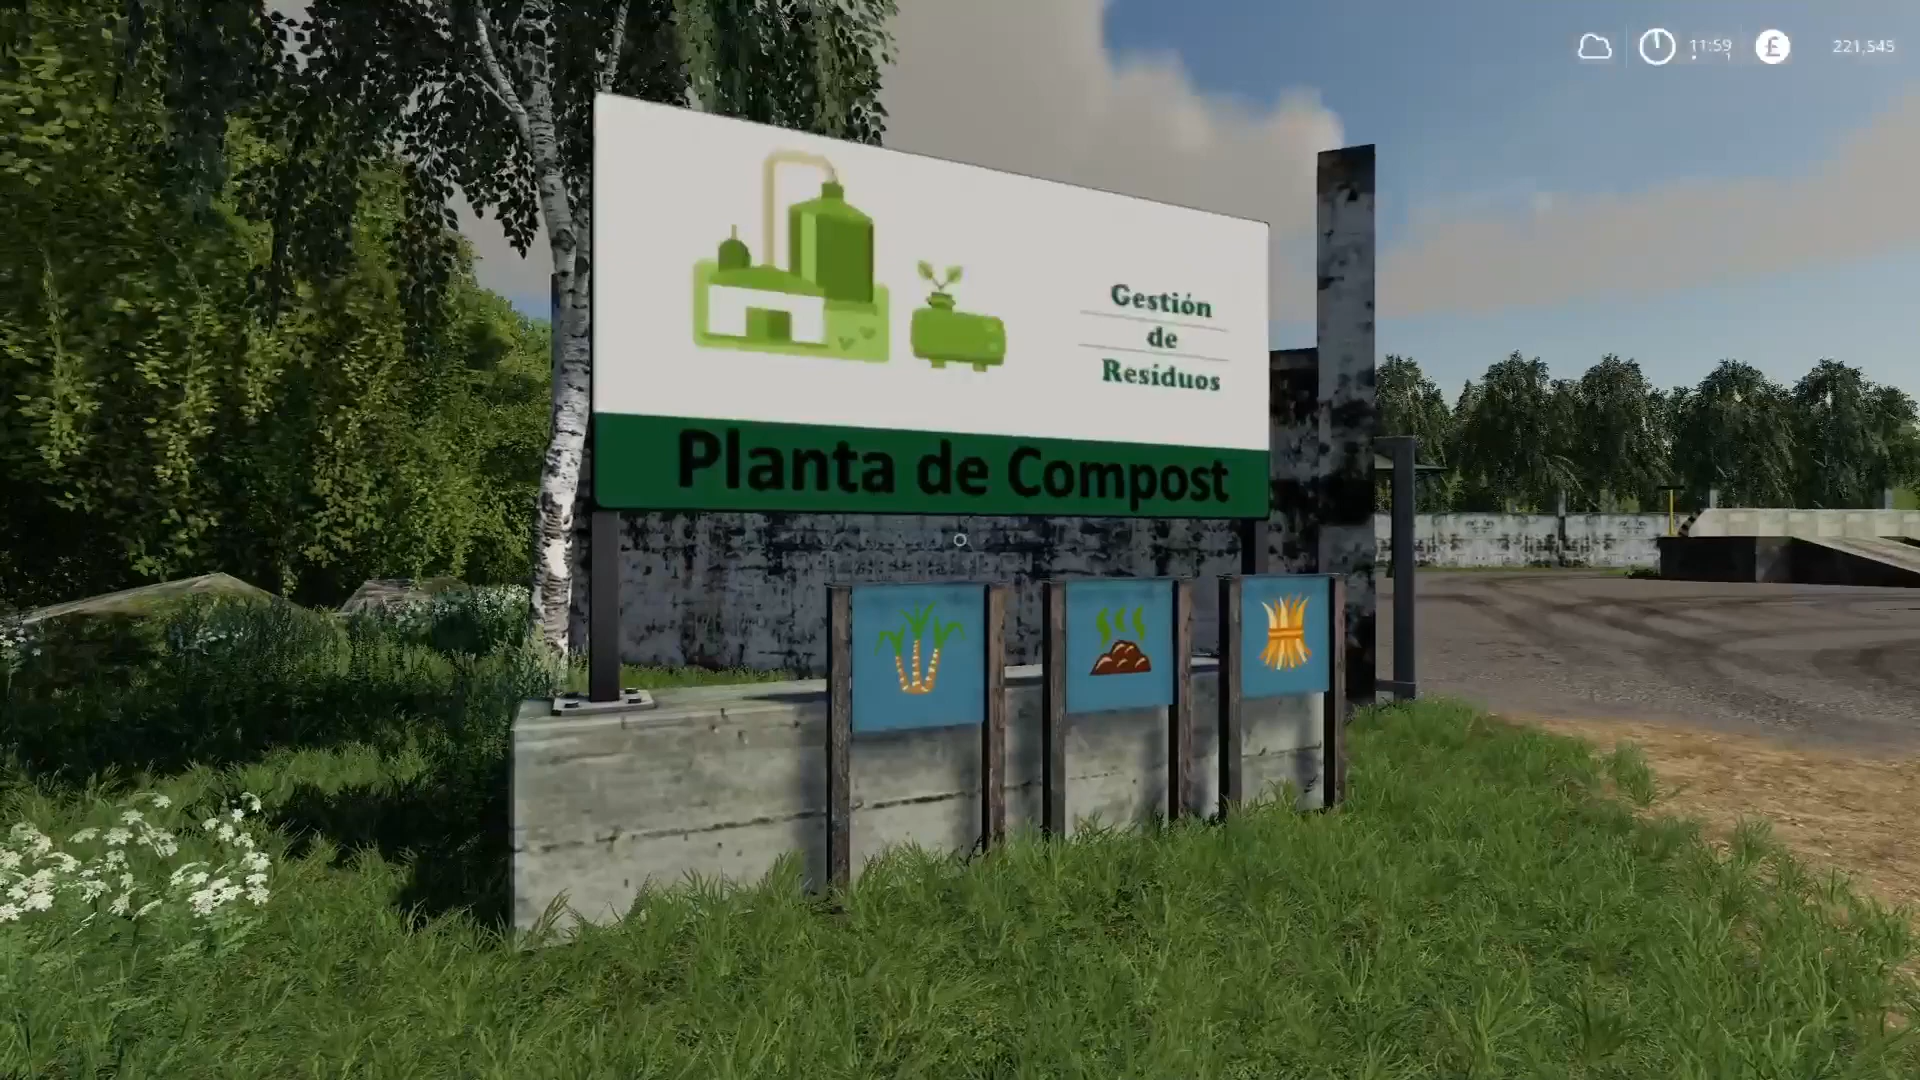 11:59
£
221,545
Gestión
de
Residuos
Planta de Compost